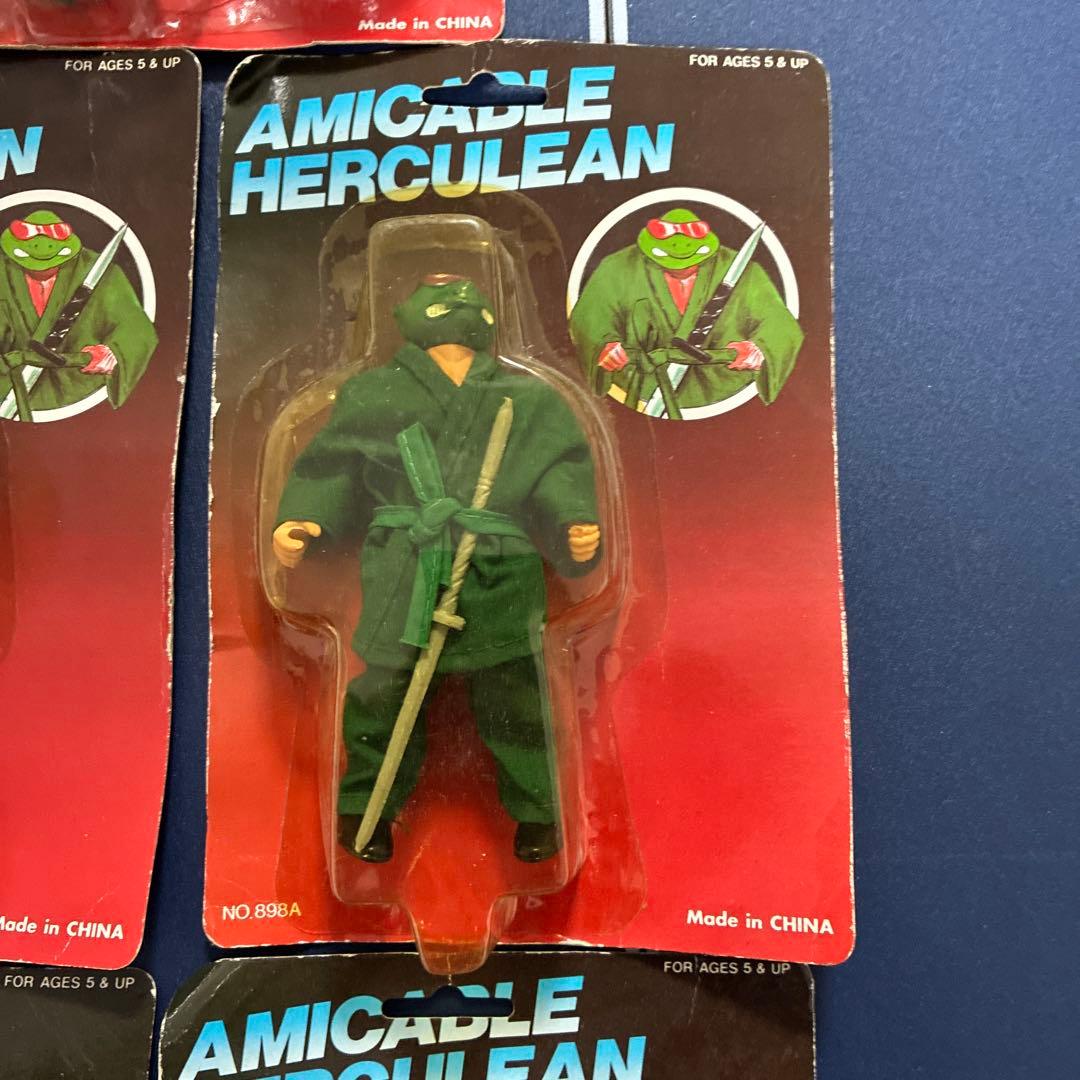 Made in CHINA
FOR AGES 5 & UP
N
Made in CHINA
FOR AGES 5 & UP
AMICABLE
HERCULEAN
NO.898A
Made in CHINA
FOR AGES 5 & UP
FOR AGES 5 & UP
AMICABLE
HERCULEAN